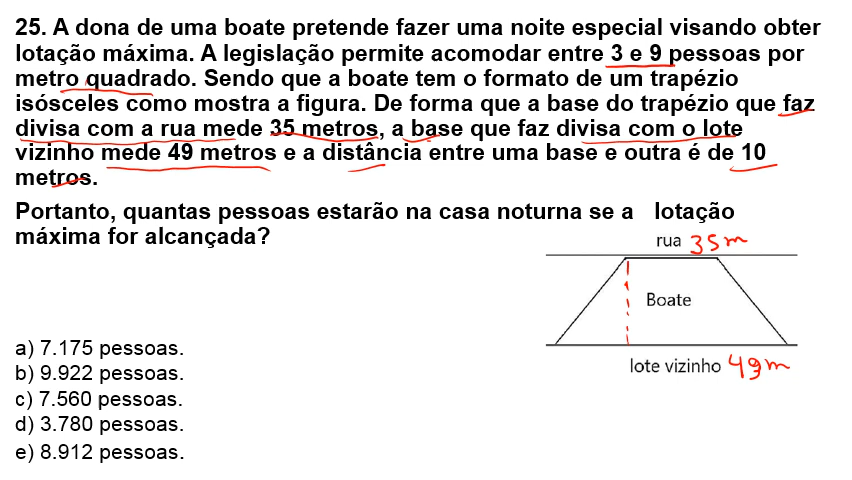 25. A dona de uma boate pretende fazer uma noite especial visando obter
lotação máxima. A legislação permite acomodar entre 3 e 9 pessoas por
metro quadrado. Sendo que a boate tem o formato de um trapézio
isósceles como mostra a figura. De forma que a base do trapézio que faz
divisa com a rua mede 35 metros, a base que faz divisa com o lote
vizinho mede 49 metros e a distância entre uma base e outra é de 10
metros.
Portanto, quantas pessoas estarão na casa noturna se a lotação
máxima for alcançada?
rua 35m
Boate
lote vizinho 49m
a) 7.175 pessoas.
b) 9.922 pessoas.
c) 7.560 pessoas.
d) 3.780 pessoas.
e) 8.912 pessoas.